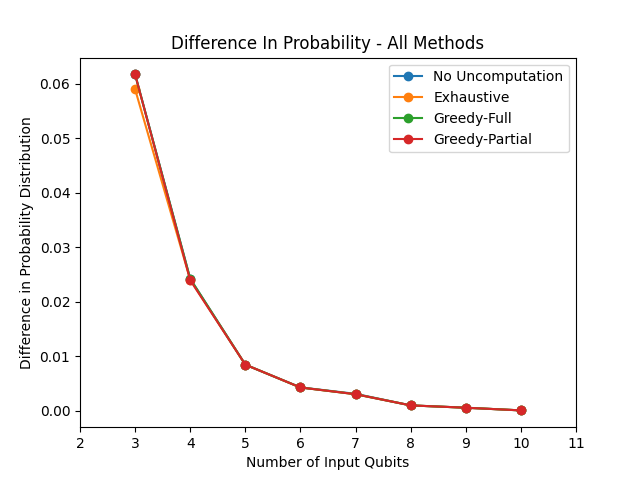 Difference In Probability - All Methods
No Uncomputation
Exhaustive
Greedy-Full
Greedy-Partial
Difference in Probability Distribution
0.06
0.05
0.04
0.03
0.02
0.01
0.00
2 3 4 5 6 7 8 9 10 11
Number of Input Qubits